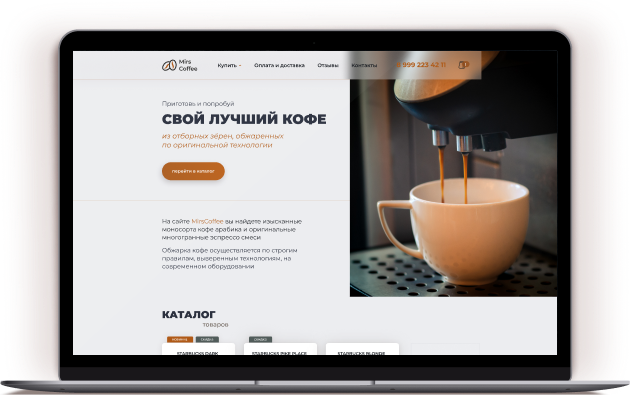 Mirs
Coffee
Купить
Оплата и доставка
Отзывы
Контакты
999 223 42 11
Приготовь и попробуй
СВОЙ ЛУЧШИЙ КОФЕ
из отборных зёрен, обжаренных
по оригинальной технологии
перейти в каталог
На сайте MirsCoffee вы найдете изысканные
моносорта кофе арабика и оригинальные
многогранные эспрессо смеси
Обжарка кофе осуществляется по строгим
правилам, выверенным технологиям, на
современном оборудовании
КАТАЛОГ
товаров
НОВИНКА
СКИДКА
СКИДКА
STARBUCKS DARK
STARBUCKS PIKE PLACE
STARBUCKS BLONDE